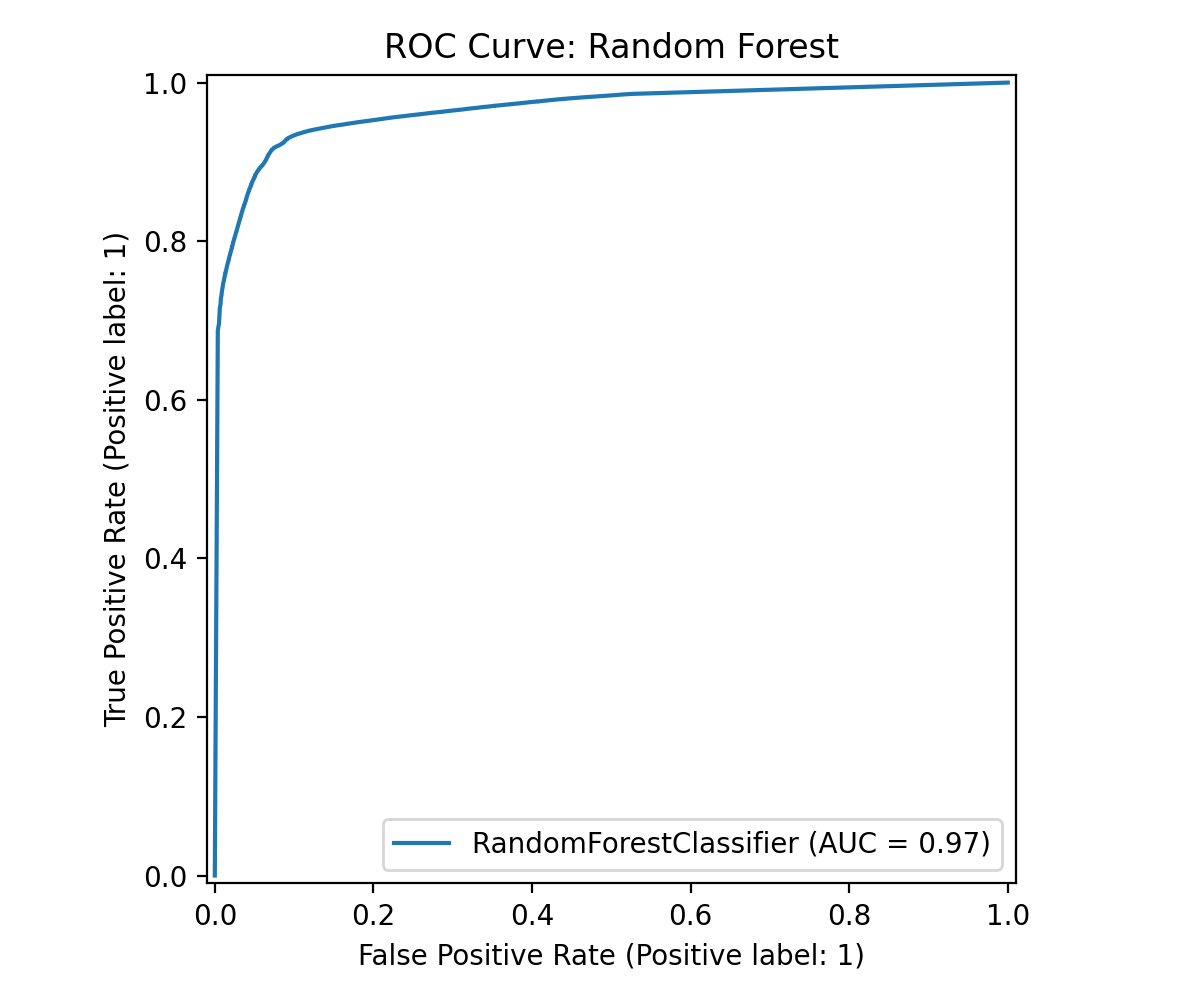 ROC Curve: Random Forest
True Positive Rate (Positive label: 1)
1.0
0.8
0.6
0.4
0.2
0.0
RandomForestClassifier (AUC = 0.97)
0.0 0.2 0.4 0.6 0.8 1.0
False Positive Rate (Positive label: 1)